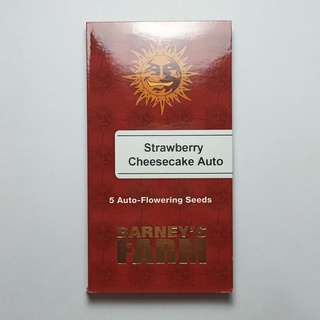 Strawberry
Cheesecake Auto
5 Auto-Flowering Seeds
BARNEY'S
FARM